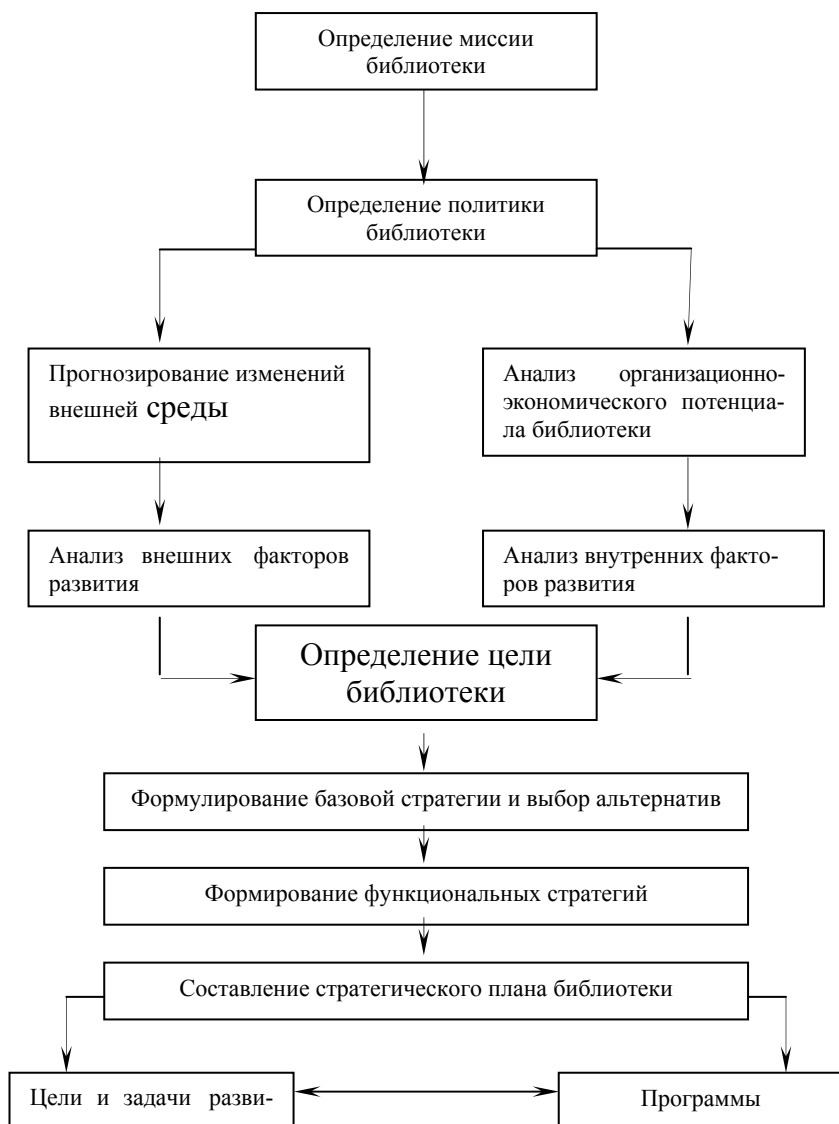 Определение миссии
библиотеки
Определение политики
библиотеки
Прогнозирование изменений
внешней среды
Анализ организационно-
экономического потенциа-
ла библиотеки
Анализ внешних факторов
развития
Анализ внутренних факто-
ров развития
Определение цели
библиотеки
Формулирование базовой стратегии и выбор альтернатив
Формирование функциональных стратегий
Составление стратегического плана библиотеки
Цели и задачи разви-
Программы